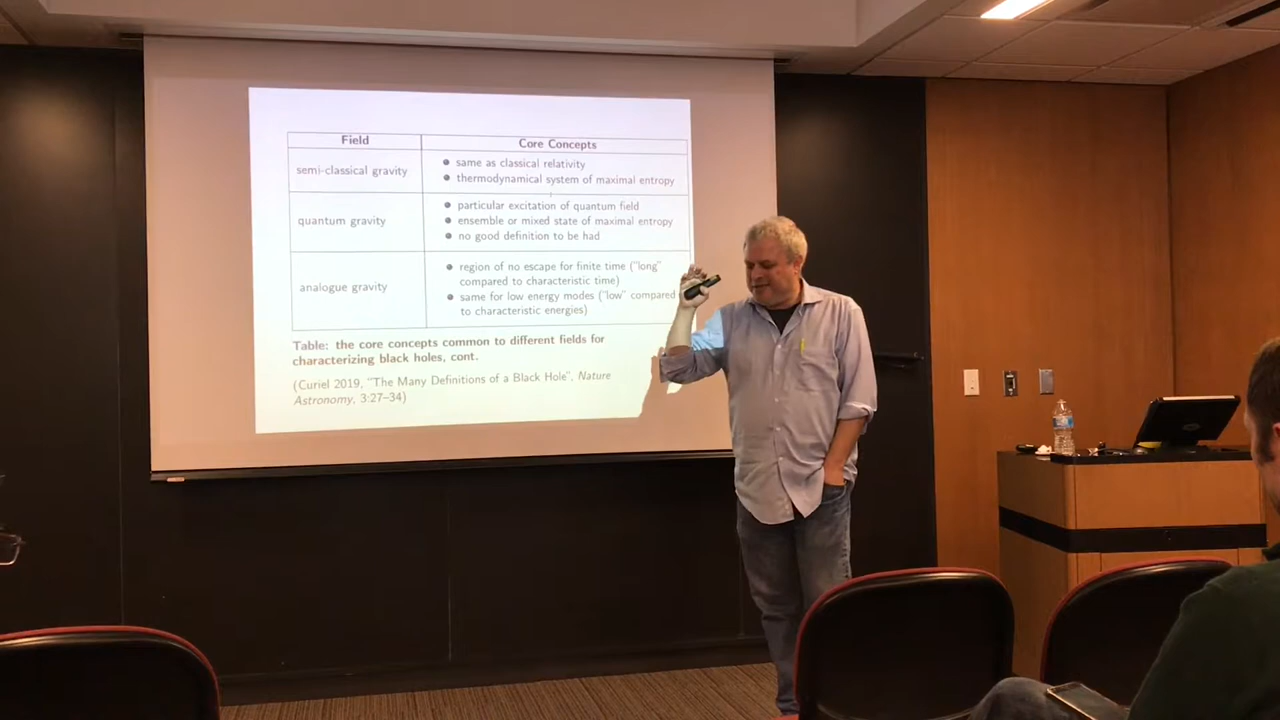 Field
Core Concepts
semi-classical gravity
same as classical relativity
thermodynamical system of maximal entropy
quantum gravity
particular excitation of quantum field
ensemble or mixed state of maximal entropy
no good definition to be had
analogue gravity
region of no escape for finite time ("long"
compared to characteristic time)
same for low energy modes ("low" compared
to characteristic energies)
Table: the core concepts common to different fields for
characterizing black holes, cont.
(Curiel 2019, "The Many Definitions of a Black Hole", Nature
Astronomy, 3:27–34)